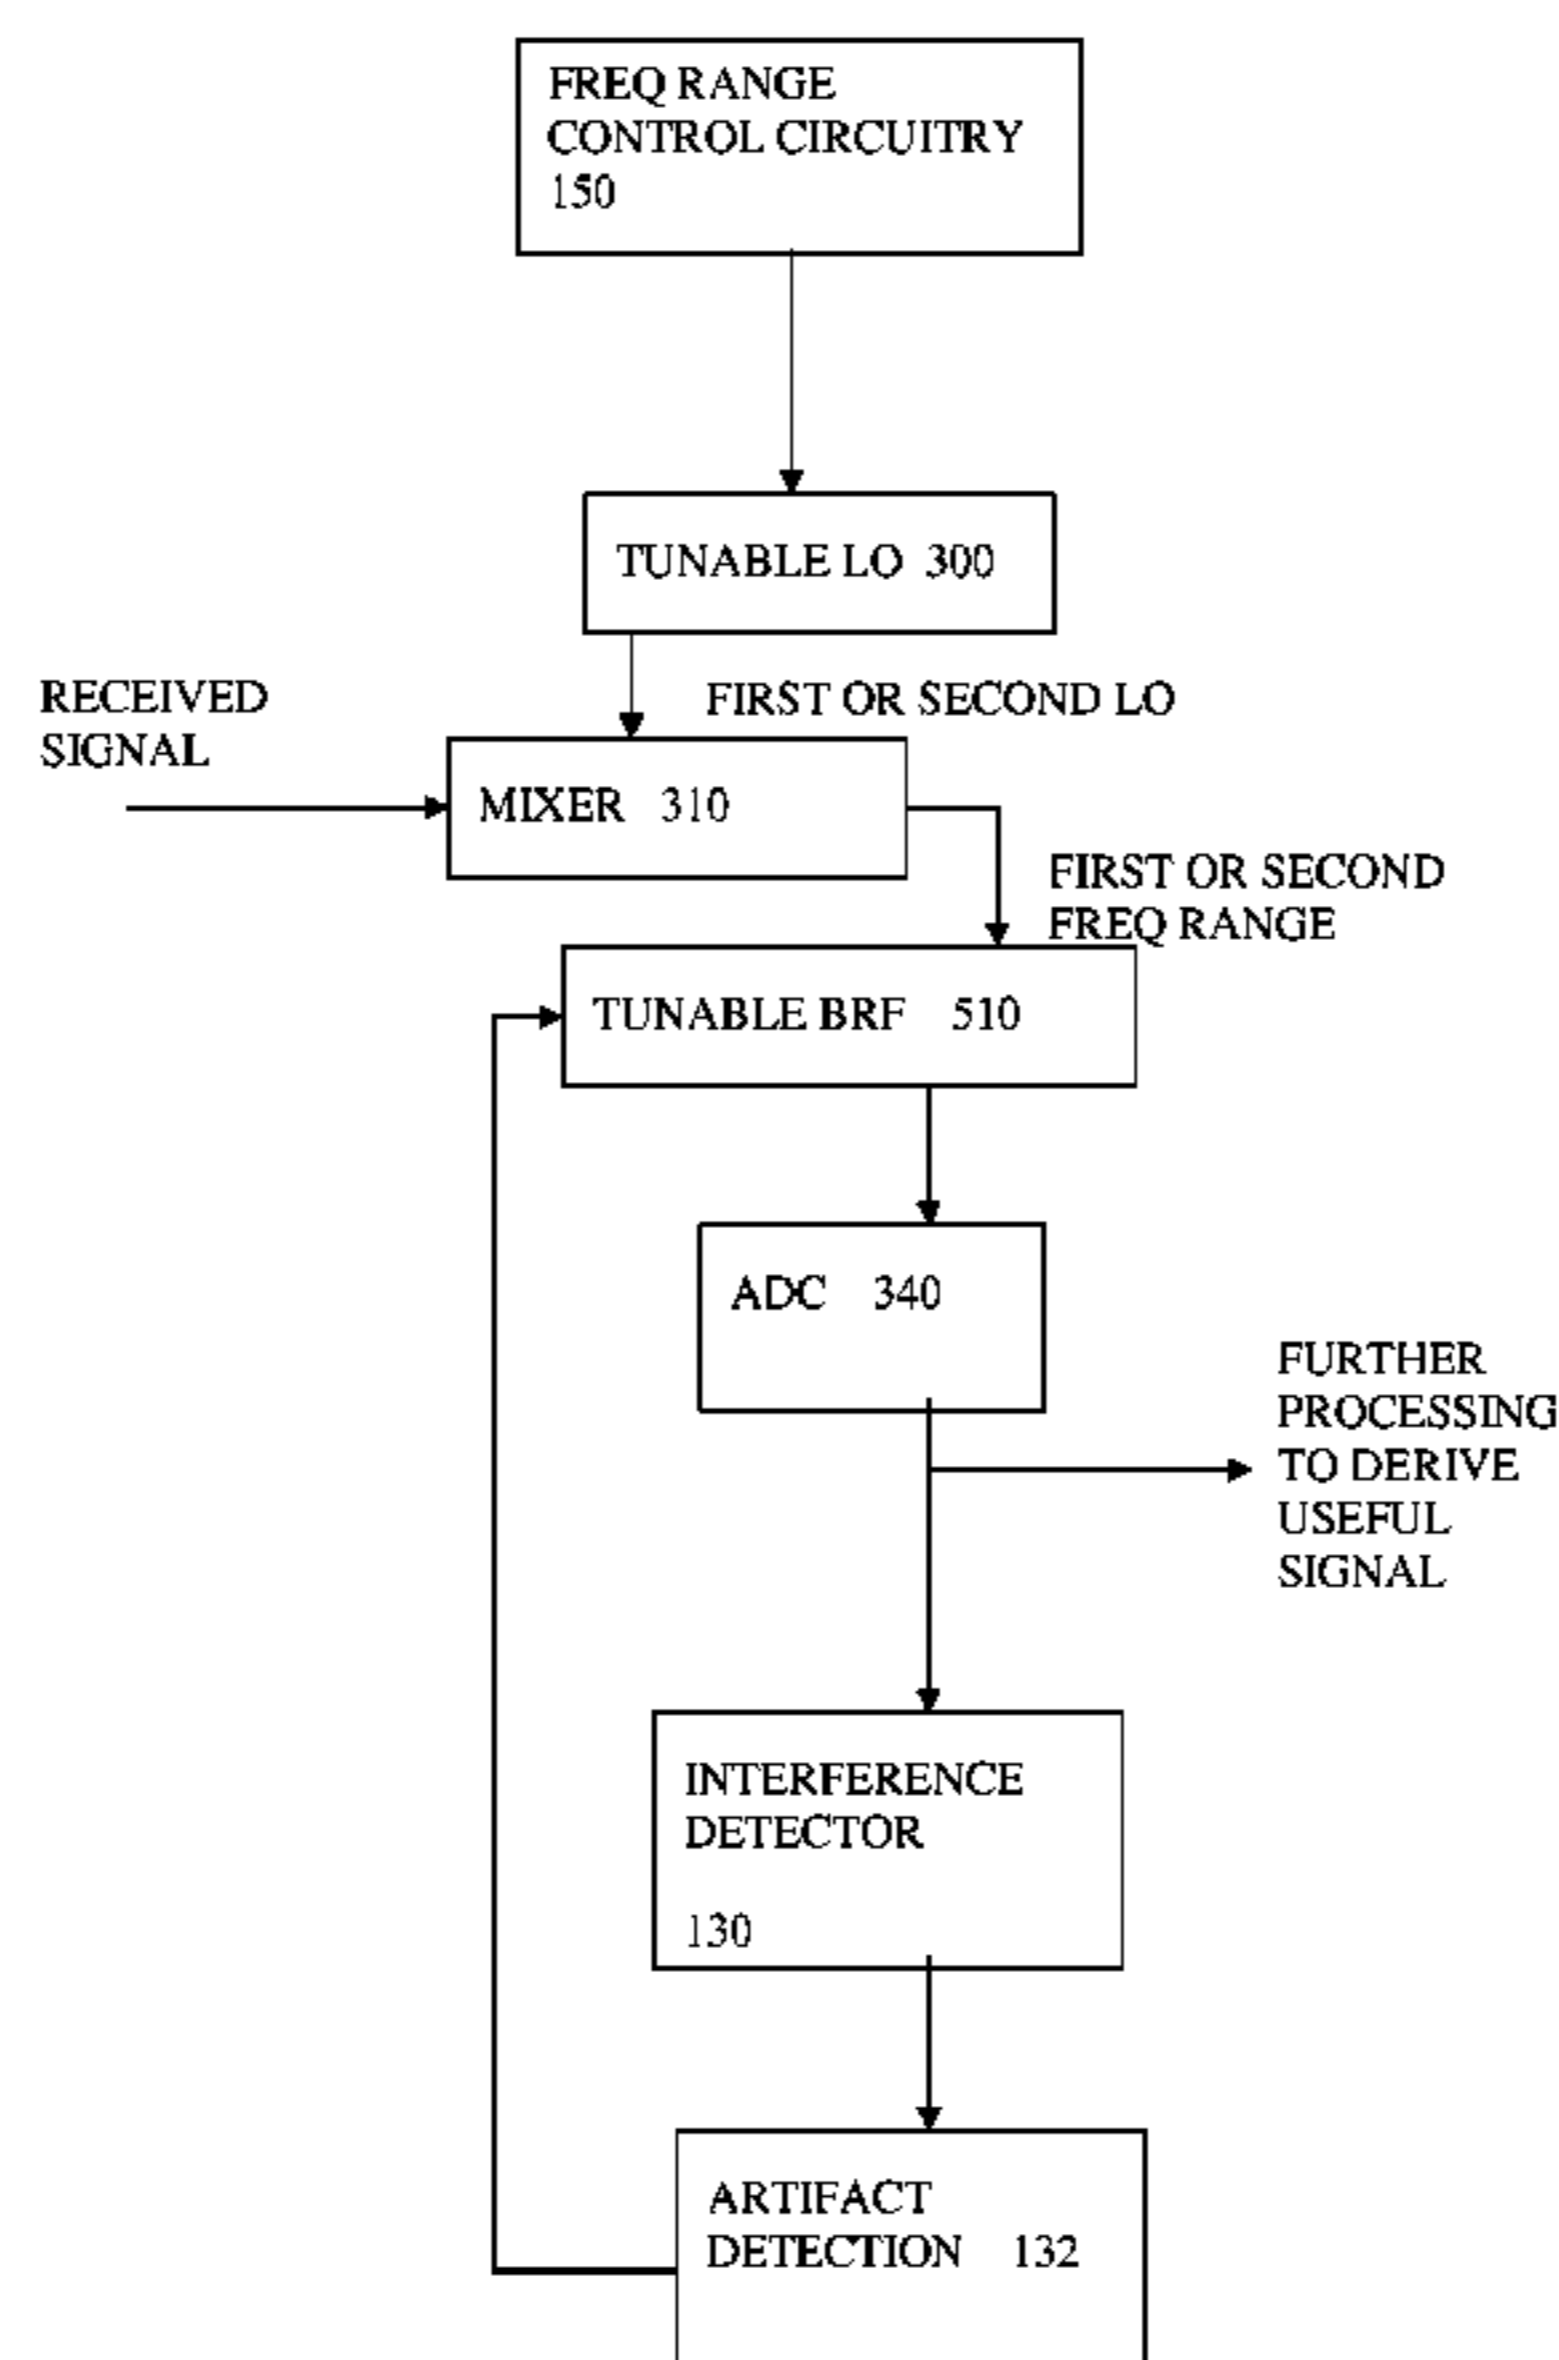 FREQ RANGE
CONTROL CIRCUITRY
150
TUNABLE LO 300
RECEIVED
SIGNAL
FIRST OR SECOND LO
MIXER 310
FIRST OR SECOND
FREQ RANGE
TUNABLE BRF 510
ADC 340
FURTHER
PROCESSING
TO DERIVE
USEFUL
SIGNAL
INTERFERENCE
DETECTOR
130
ARTIFACT
DETECTION 132